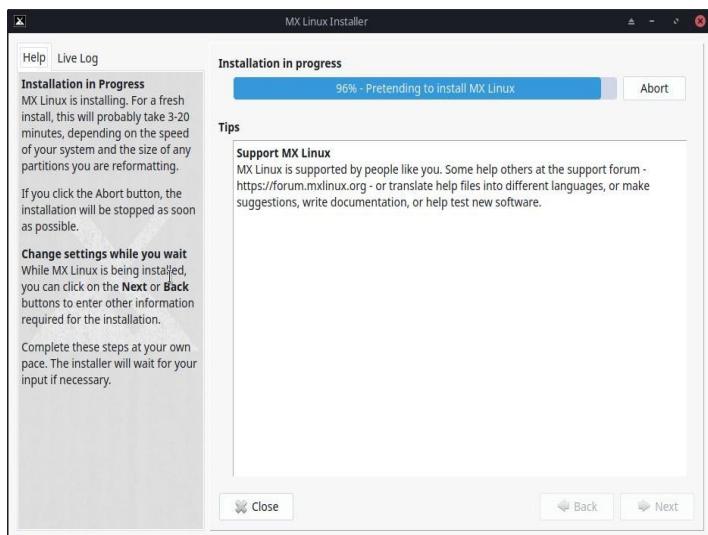 MX Linux Installer
Help
Live Log
Installation in Progress
MX Linux is installing. For a fresh
install, this will probably take 3-20
minutes, depending on the speed
of your system and the size of any
partitions you are reformatting.
If you click the Abort button, the
installation will be stopped as soon
as possible.
Change settings while you wait
While MX Linux is being installed,
you can click on the Next or Back
buttons to enter other information
required for the installation.
Complete these steps at your own
pace. The installer will wait for your
input if necessary.
Installation in progress
96% - Pretending to install MX Linux
Abort
Tips
Support MX Linux
MX Linux is supported by people like you. Some help others at the support forum -
https://forum.mxlinux.org - or translate help files into different languages, or make
suggestions, write documentation, or help test new software.
Close
Back
Next